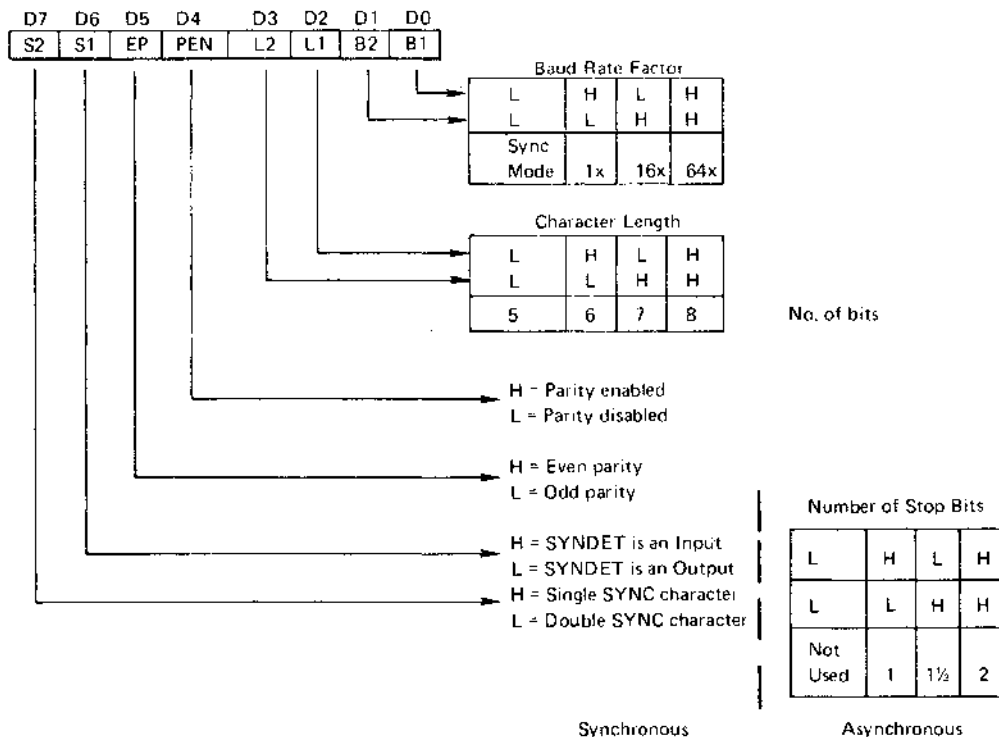 D7 D6 D5 D4 D3 D2 D1 D0
S2 S1 EP PEN L2 L1 B2 B1
Baud Rate Factor
L H L H
L L H H
Sync Mode 1x 16x 64x
Character Length
L H L H
L L H H
5 6 7 8 No. of bits
H = Parity enabled
L = Parity disabled
H = Even parity
L = Odd parity
H = SYNDET is an Input
L = SYNDET is an Output
H = Single SYNC character
L = Double SYNC character
Number of Stop Bits
L H L H
L L H H
Not Used 1 1½ 2
Synchronous Asynchronous